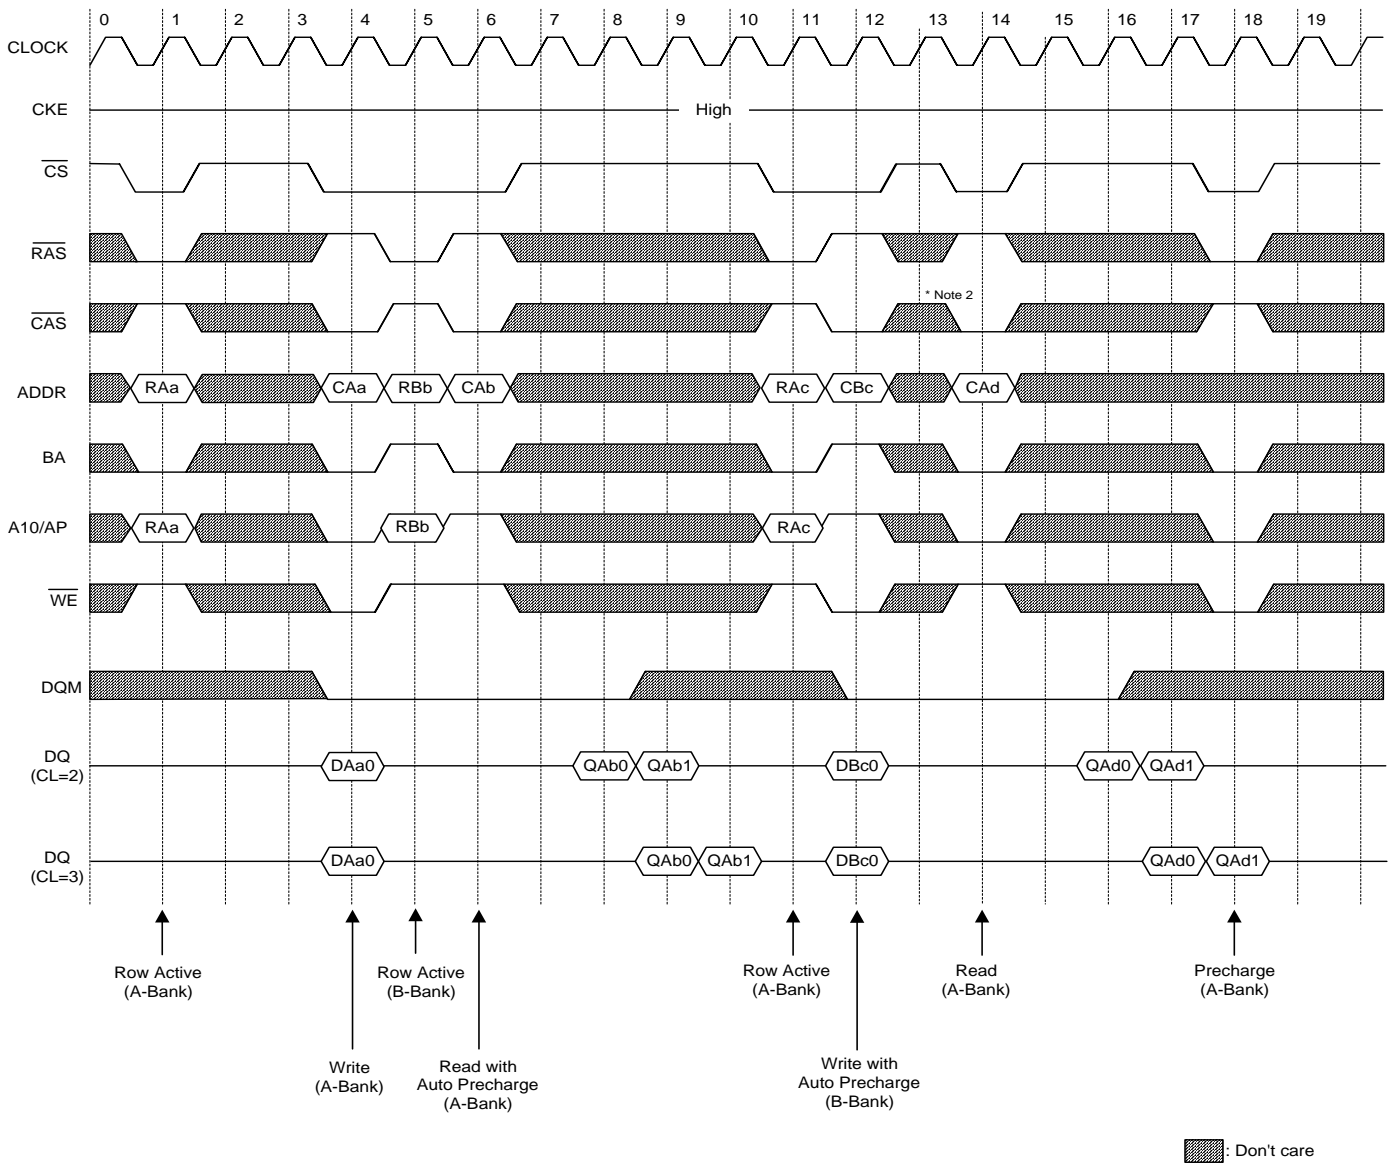 0 1 2 3 4 5 6 7 8 9 10 11 12 13 14 15 16 17 18 19
CLOCK
CKE High
CS
RAS
* Note 2
CAS
ADDR RAa CAa RBb CAb RAc CBc CAd
BA
A10/AP RAa RBb RAc
WE
DQM
DQ
(CL=2)
DAa0 QAb0 QAb1 DBc0 QAd0 QAd1
DQ
(CL=3)
DAa0 QAb0 QAb1 DBc0 QAd0 QAd1
Row Active
(A-Bank)
Row Active
(B-Bank)
Row Active
(A-Bank)
Read
(A-Bank)
Precharge
(A-Bank)
Write
(A-Bank)
Read with
Auto Precharge
(A-Bank)
Write with
Auto Precharge
(B-Bank)
: Don't care